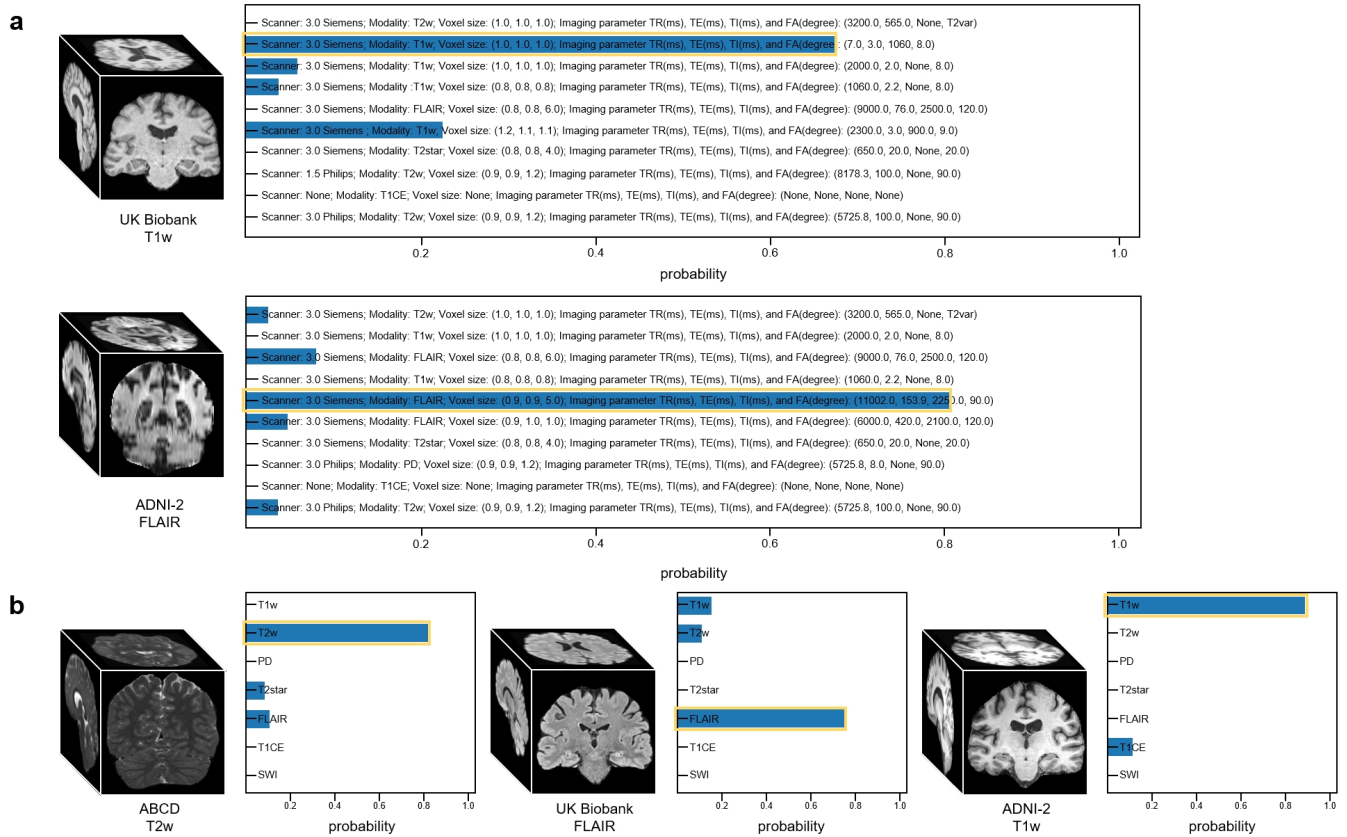 a
Scanner: 3.0 Siemens; Modality: T2w; Voxel size: (1.0, 1.0, 1.0); Imaging parameter TR(ms), TE(ms), TI(ms), and FA(degree): (3200.0, 565.0, None, T2var)
Scanner: 3.0 Siemens; Modality: T1w; Voxel size: (1.0, 1.0, 1.0); Imaging parameter TR(ms), TE(ms), TI(ms), and FA(degree : (7.0, 3.0, 1060, 8.0)
Scanner: 3.0 Siemens; Modality: T1w; Voxel size: (1.0, 1.0, 1.0); Imaging parameter TR(ms), TE(ms), TI(ms), and FA(degree): (2000.0, 2.0, None, 8.0)
Scanner: 3.0 Siemens; Modality :T1w; Voxel size: (0.8, 0.8, 0.8); Imaging parameter TR(ms), TE(ms), TI(ms), and FA(degree): (1060.0, 2.2, None, 8.0)
Scanner: 3.0 Siemens; Modality: FLAIR; Voxel size: (0.8, 0.8, 6.0); Imaging parameter TR(ms), TE(ms), TI(ms), and FA(degree): (9000.0, 76.0, 2500.0, 120.0)
Scanner: 3.0 Siemens ; Modality: T1w; Voxel size: (1.2, 1.1, 1.1); Imaging parameter TR(ms), TE(ms), TI(ms), and FA(degree): (2300.0, 3.0, 900.0, 9.0)
Scanner: 3.0 Siemens; Modality: T2star; Voxel size: (0.8, 0.8, 4.0); Imaging parameter TR(ms), TE(ms), TI(ms), and FA(degree): (650.0, 20.0, None, 20.0)
Scanner: 1.5 Philips; Modality: T2w; Voxel size: (0.9, 0.9, 1.2); Imaging parameter TR(ms), TE(ms), TI(ms), and FA(degree): (8178.3, 100.0, None, 90.0)
Scanner: None; Modality: T1CE; Voxel size: None; Imaging parameter TR(ms), TE(ms), TI(ms), and FA(degree): (None, None, None, None)
Scanner: 3.0 Philips; Modality: T2w; Voxel size: (0.9, 0.9, 1.2); Imaging parameter TR(ms), TE(ms), TI(ms), and FA(degree): (5725.8, 100.0, None, 90.0)
UK Biobank
T1w
0.2 0.4 0.6 0.8 1.0
probability
Scanner: 3.0 Siemens; Modality: T2w; Voxel size: (1.0, 1.0, 1.0); Imaging parameter TR(ms), TE(ms), TI(ms), and FA(degree): (3200.0, 565.0, None, T2var)
Scanner: 3.0 Siemens; Modality: T1w; Voxel size: (1.0, 1.0, 1.0); Imaging parameter TR(ms), TE(ms), TI(ms), and FA(degree): (2000.0, 2.0, None, 8.0)
Scanner: 3.0 Siemens; Modality: FLAIR; Voxel size: (0.8, 0.8, 6.0); Imaging parameter TR(ms), TE(ms), TI(ms), and FA(degree): (9000.0, 76.0, 2500.0, 120.0)
Scanner: 3.0 Siemens; Modality: T1w; Voxel size: (0.8, 0.8, 0.8); Imaging parameter TR(ms), TE(ms), TI(ms), and FA(degree): (1060.0, 2.2, None, 8.0)
Scanner: 3.0 Siemens; Modality: FLAIR; Voxel size: (0.9, 0.9, 5.0); Imaging parameter TR(ms), TE(ms), TI(ms), and FA(degree): (11002.0, 153.9, 2250.0, 90.0)
Scanner: 3.0 Siemens; Modality: FLAIR; Voxel size: (0.9, 1.0, 1.0); Imaging parameter TR(ms), TE(ms), TI(ms), and FA(degree): (6000.0, 420.0, 2100.0, 120.0)
Scanner: 3.0 Siemens; Modality: T2star; Voxel size: (0.8, 0.8, 4.0); Imaging parameter TR(ms), TE(ms), TI(ms), and FA(degree): (650.0, 20.0, None, 20.0)
Scanner: 3.0 Philips; Modality: PD; Voxel size: (0.9, 0.9, 1.2); Imaging parameter TR(ms), TE(ms), TI(ms), and FA(degree): (5725.8, 8.0, None, 90.0)
Scanner: None; Modality: T1CE; Voxel size: None; Imaging parameter TR(ms), TE(ms), TI(ms), and FA(degree): (None, None, None, None)
Scanner: 3.0 Philips; Modality: T2w; Voxel size: (0.9, 0.9, 1.2); Imaging parameter TR(ms), TE(ms), TI(ms), and FA(degree): (5725.8, 100.0, None, 90.0)
ADNI-2
FLAIR
0.2 0.4 0.6 0.8 1.0
probability
b
T1w
T2w
PD
T2star
FLAIR
T1CE
SWI
0.2 0.4 0.6 0.8 1.0
probability
ABCD
T2w
T1w
T2w
PD
T2star
FLAIR
T1CE
SWI
0.2 0.4 0.6 0.8 1.0
probability
UK Biobank
FLAIR
T1w
T2w
PD
T2star
FLAIR
T1CE
SWI
0.2 0.4 0.6 0.8 1.0
probability
ADNI-2
T1w